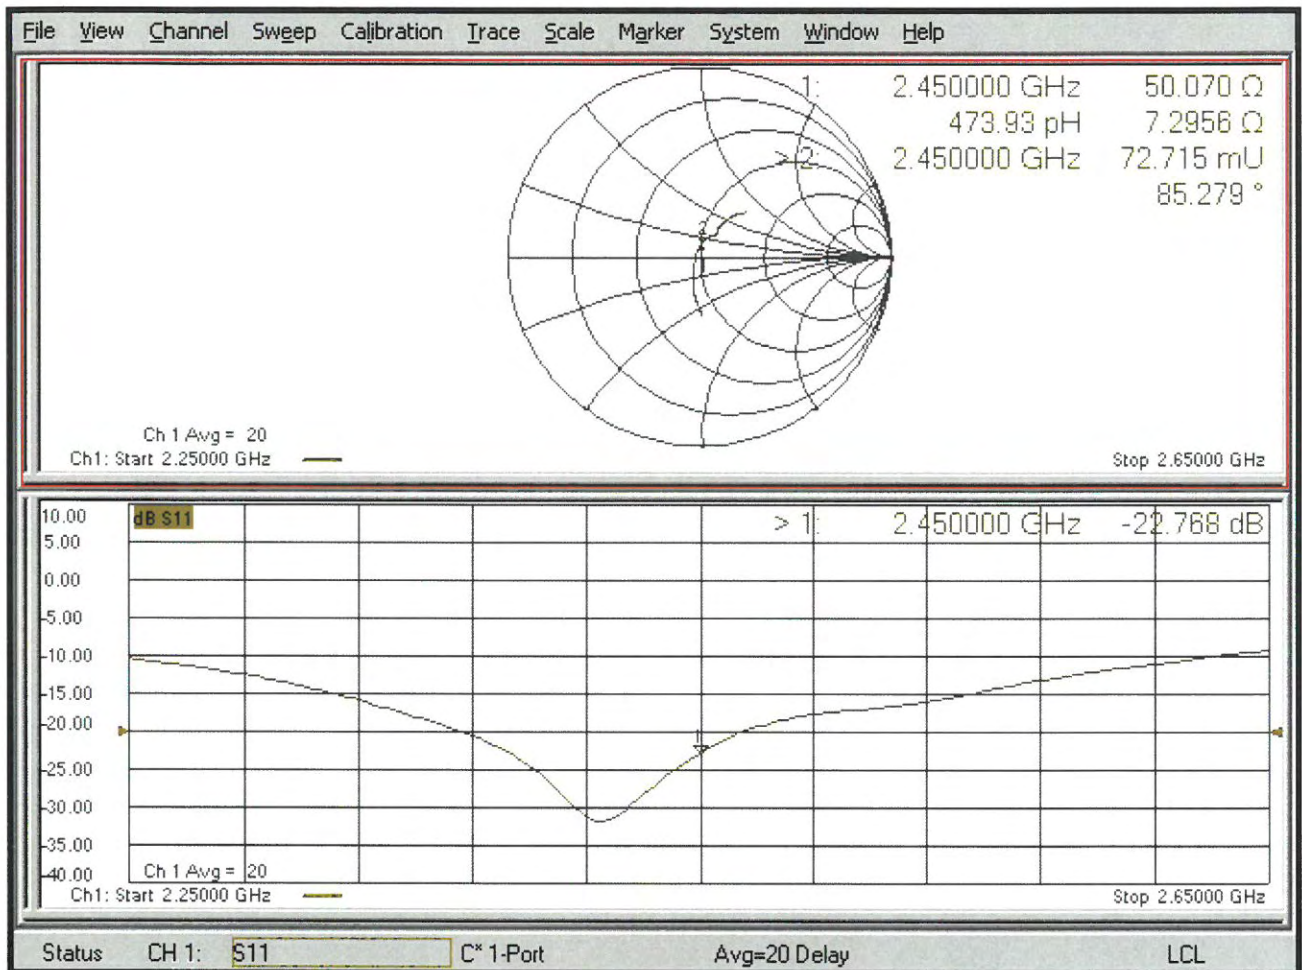 File View Channel Sweep Calibration Trace Scale Marker System Window Help
1: 2.450000 GHz 50.070 Ω
473.93 pH 7.2956 Ω
> 2: 2.450000 GHz 72.715 mU
85.279 °
Ch 1 Avg = 20
Ch1: Start 2.25000 GHz Stop 2.65000 GHz
10.00 dB S11 > 1: 2.450000 GHz -22.768 dB
5.00
0.00
-5.00
-10.00
-15.00
-20.00
-25.00
-30.00
-35.00
-40.00 Ch 1 Avg = 20
Ch1: Start 2.25000 GHz Stop 2.65000 GHz
Status CH 1: S11 C* 1-Port Avg=20 Delay LCL